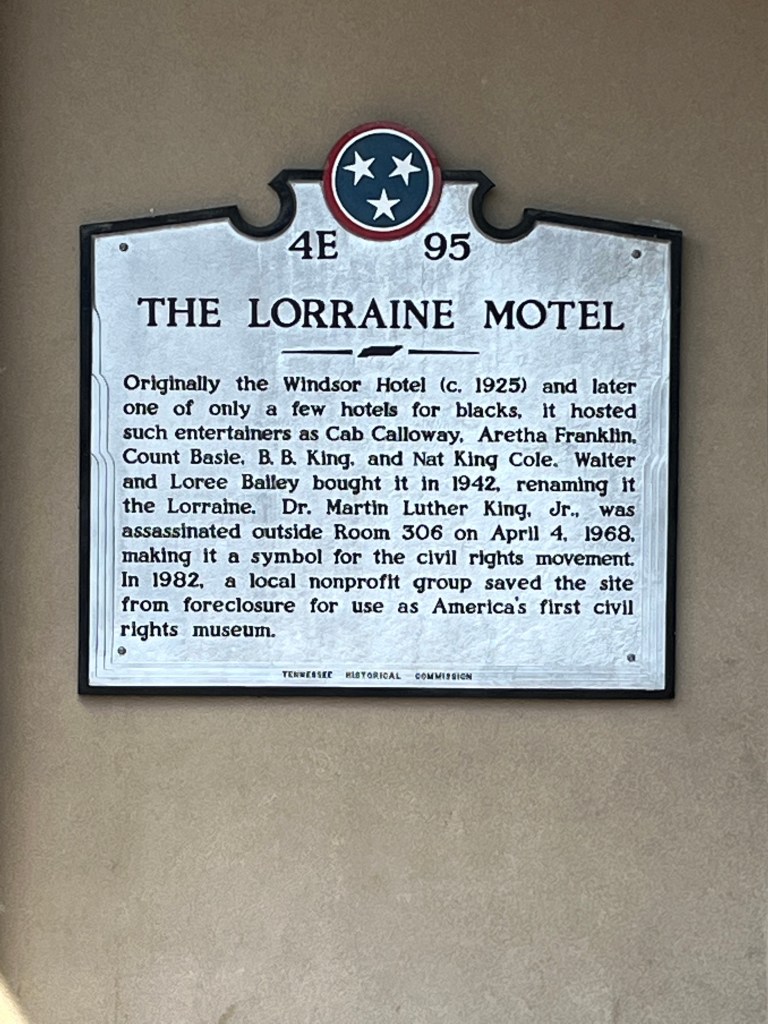 4E 95
THE LORRAINE MOTEL
Originally the Windsor Hotel (c. 1925) and later
one of only a few hotels for blacks, it hosted
such entertainers as Cab Calloway, Aretha Franklin,
Count Basie, B. B. King, and Nat King Cole. Walter
and Loree Bailey bought it in 1942, renaming it
the Lorraine. Dr. Martin Luther King, Jr., was
assassinated outside Room 306 on April 4, 1968,
making it a symbol for the civil rights movement.
In 1982, a local nonprofit group saved the site
from foreclosure for use as America's first civil
rights museum.
TENNESSEE HISTORICAL COMMISSION